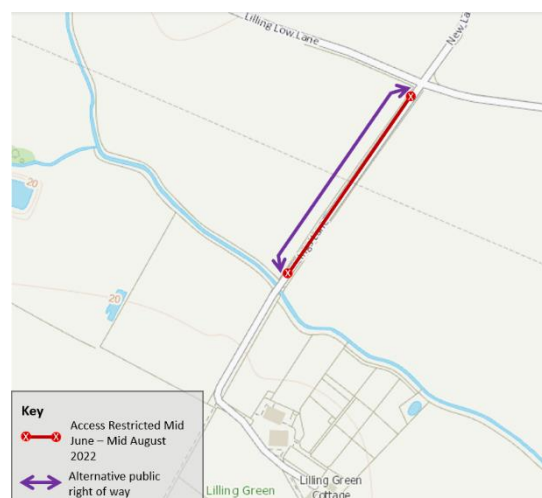 Lilling Low Lane
New La
20
20
Key
Access Restricted Mid
June – Mid August
2022
Alternative public
right of way
Lilling Green
Cottage
Lilling Green